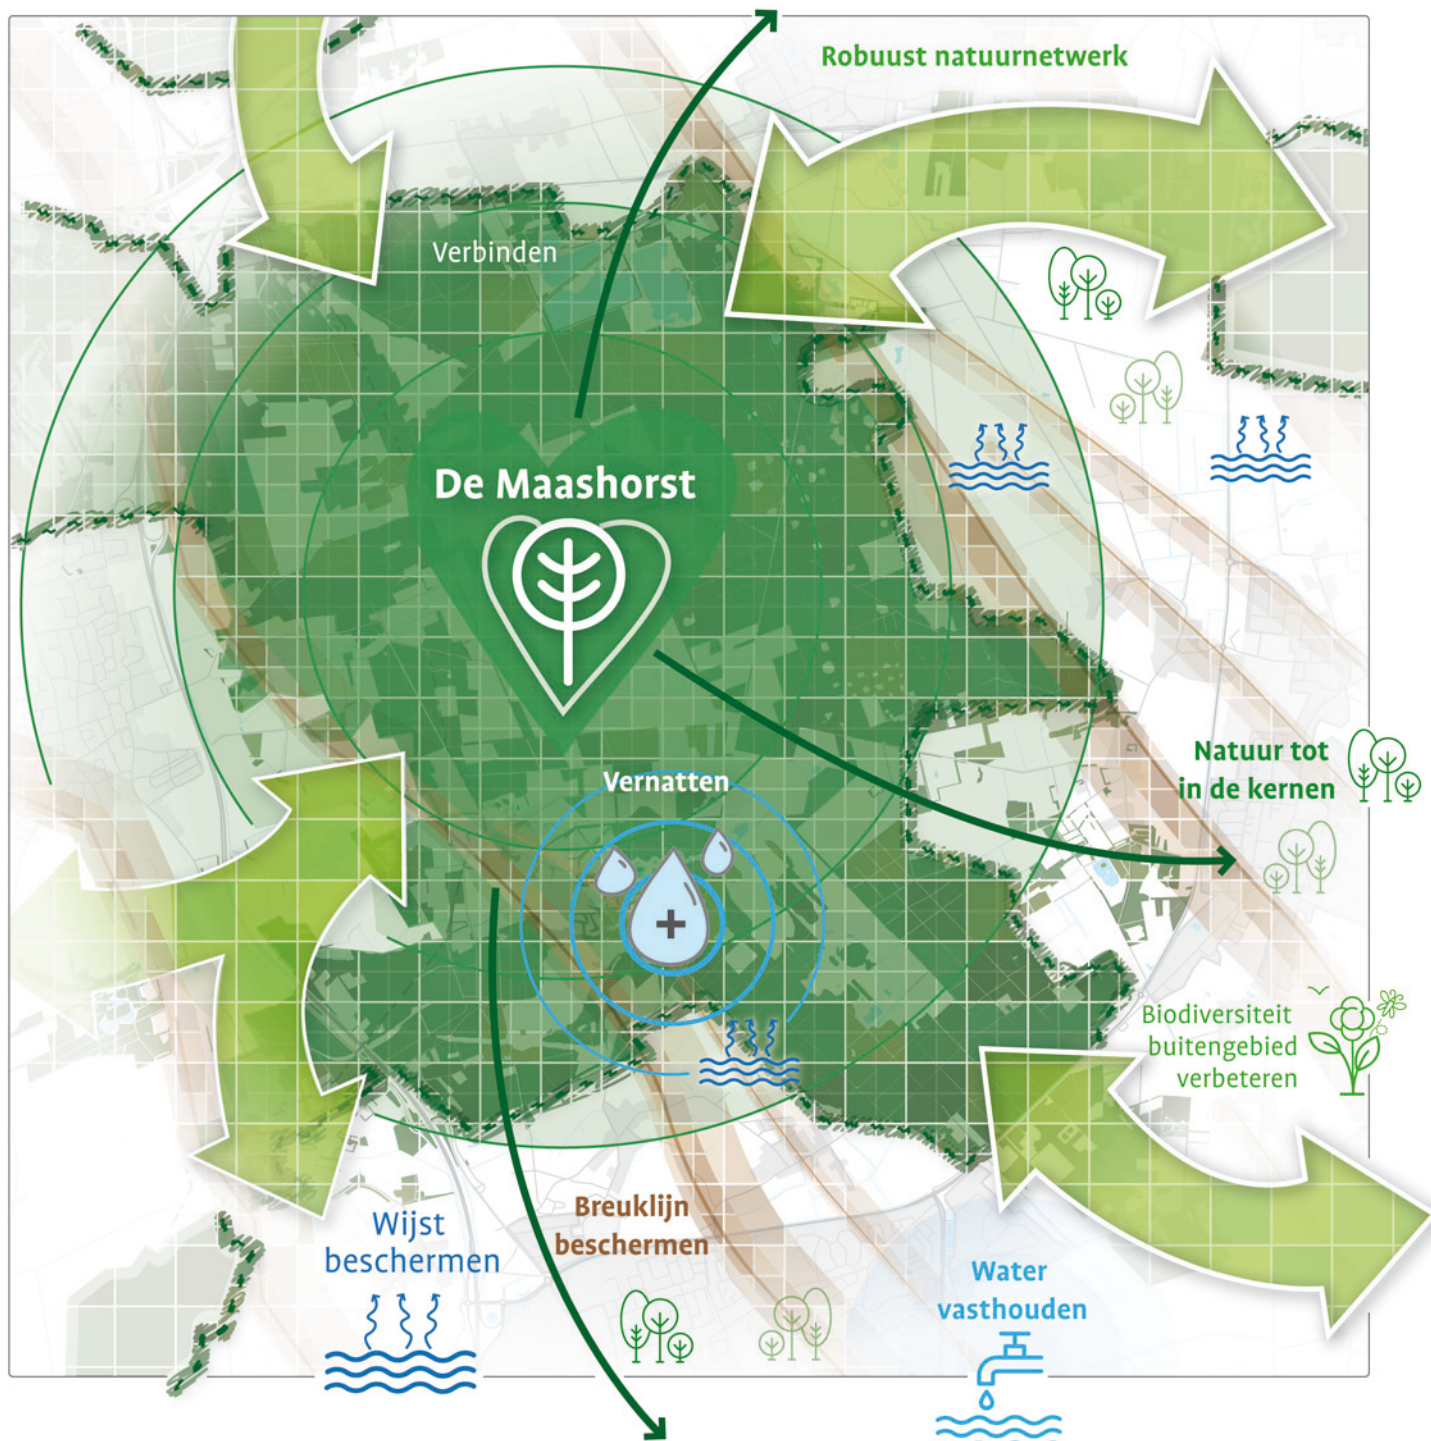 Robuust natuurnetwerk
Verbinden
De Maashorst
Natuur tot
in de kernen
Vernatten
Biodiversiteit
buitengebied
verbeteren
Wijst
beschermen
Breuklijn
beschermen
Water
vasthouden